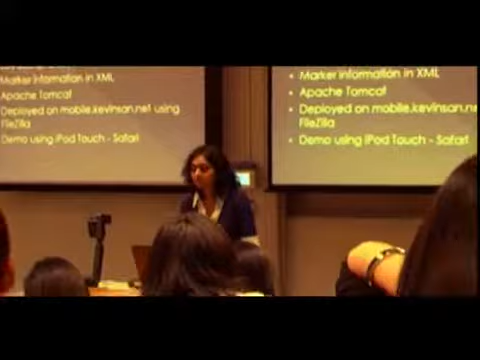 Marker information in XML
Apache Tomcat
Deployed on mobile.kevinsan.net using
FileZilla
Demo using iPod Touch - Safari
• Marker information in XML
• Apache Tomcat
• Deployed on mobile.kevinsan.ne
FileZilla
• Demo using iPod Touch - Safari